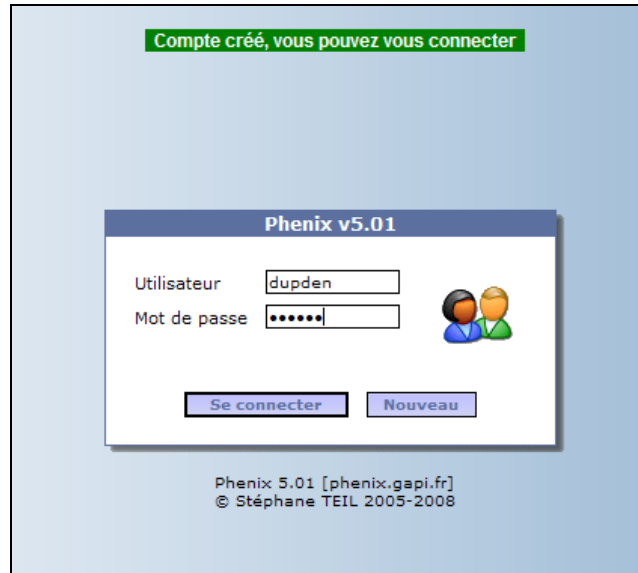 Compte créé, vous pouvez vous connecter
Phenix v5.01
Utilisateur dupden
Mot de passe ••••••
Se connecter Nouveau
Phenix 5.01 [phenix.gapi.fr]
© Stéphane TEIL 2005-2008